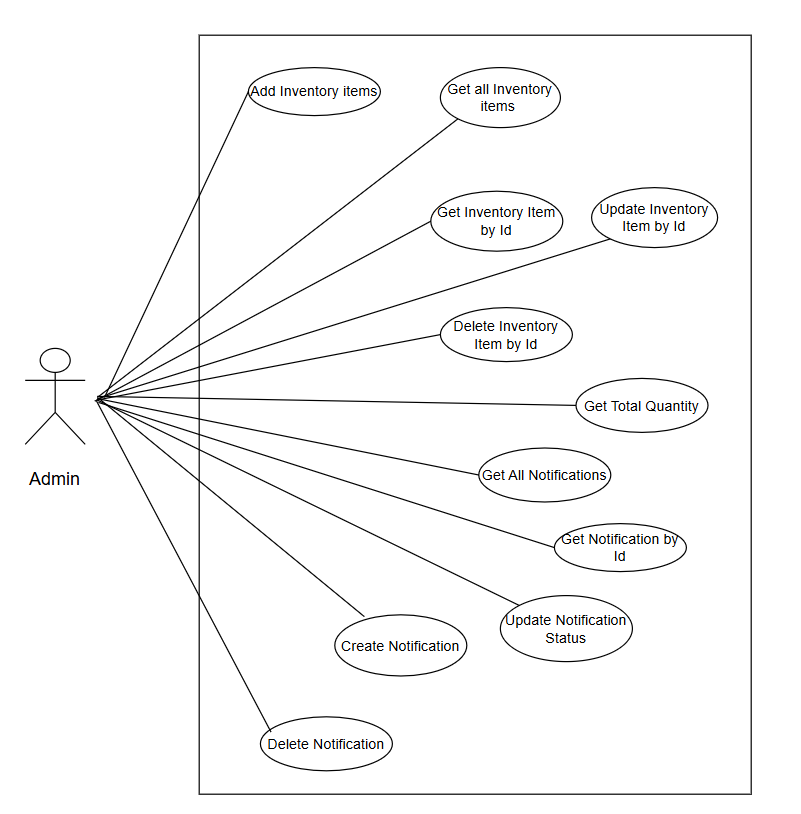 Add Inventory items
Get all Inventory
items
Get Inventory Item
by Id
Update Inventory
Item by Id
Delete Inventory
Item by Id
Get Total Quantity
Admin
Get All Notifications
Get Notification by
Id
Update Notification
Status
Create Notification
Delete Notification